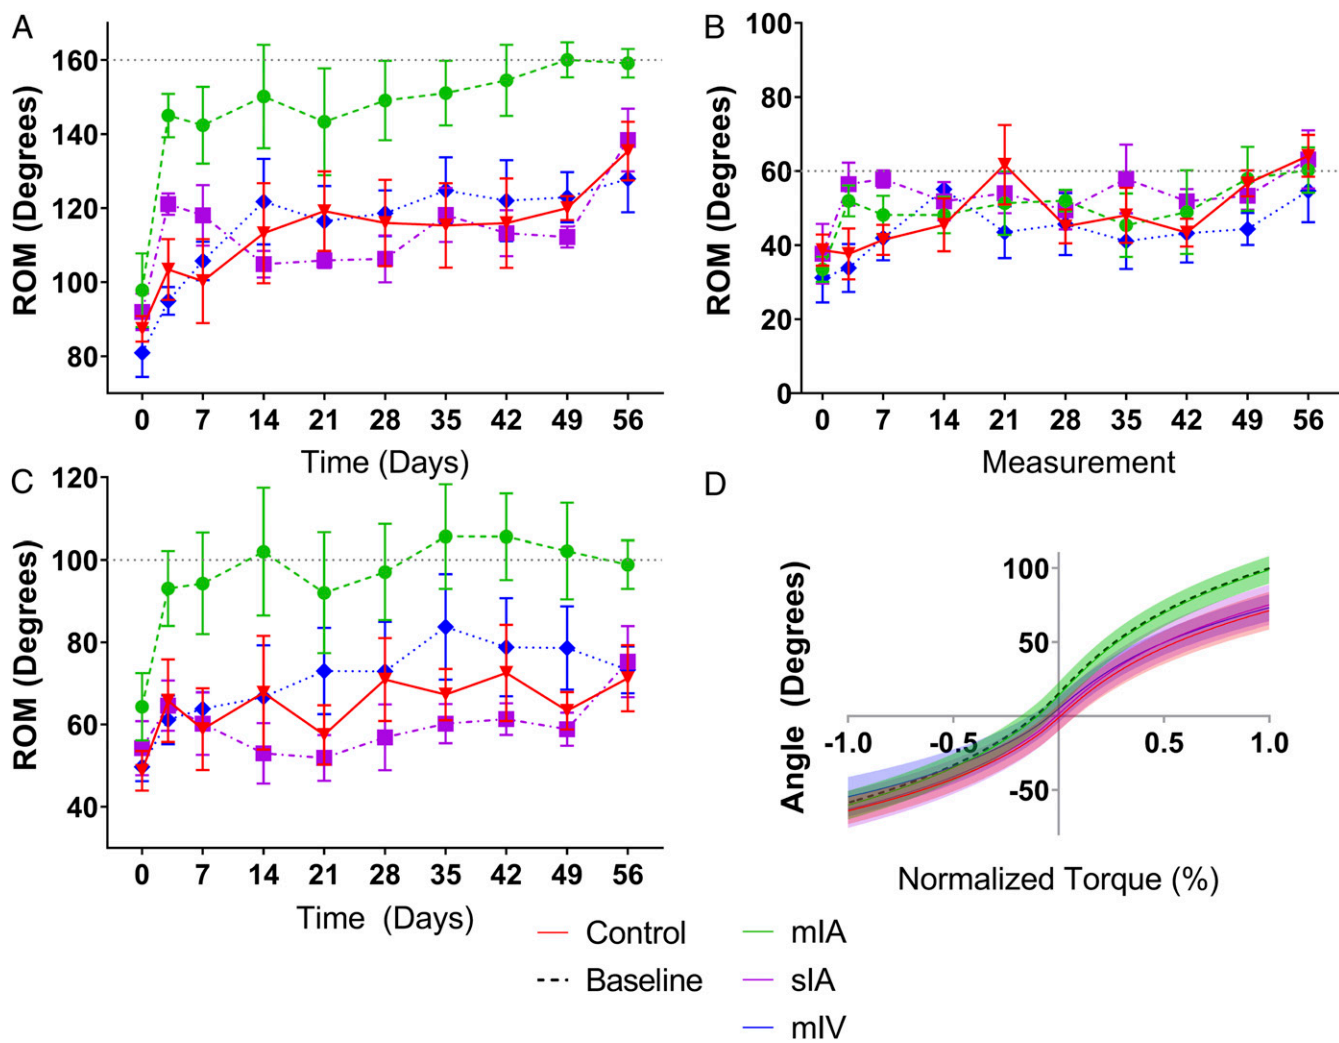 A
ROM (Degrees)
160
140
120
100
80
0 7 14 21 28 35 42 49 56
Time (Days)
B
ROM (Degrees)
100
80
60
40
20
0
0 7 14 21 28 35 42 49 56
Measurement
C
ROM (Degrees)
120
100
80
60
40
0 7 14 21 28 35 42 49 56
Time (Days)
D
Angle (Degrees)
100
50
-1.0 -0.5 0.5 1.0
-50
Normalized Torque (%)
Control
Baseline
mIA
sIA
mIV